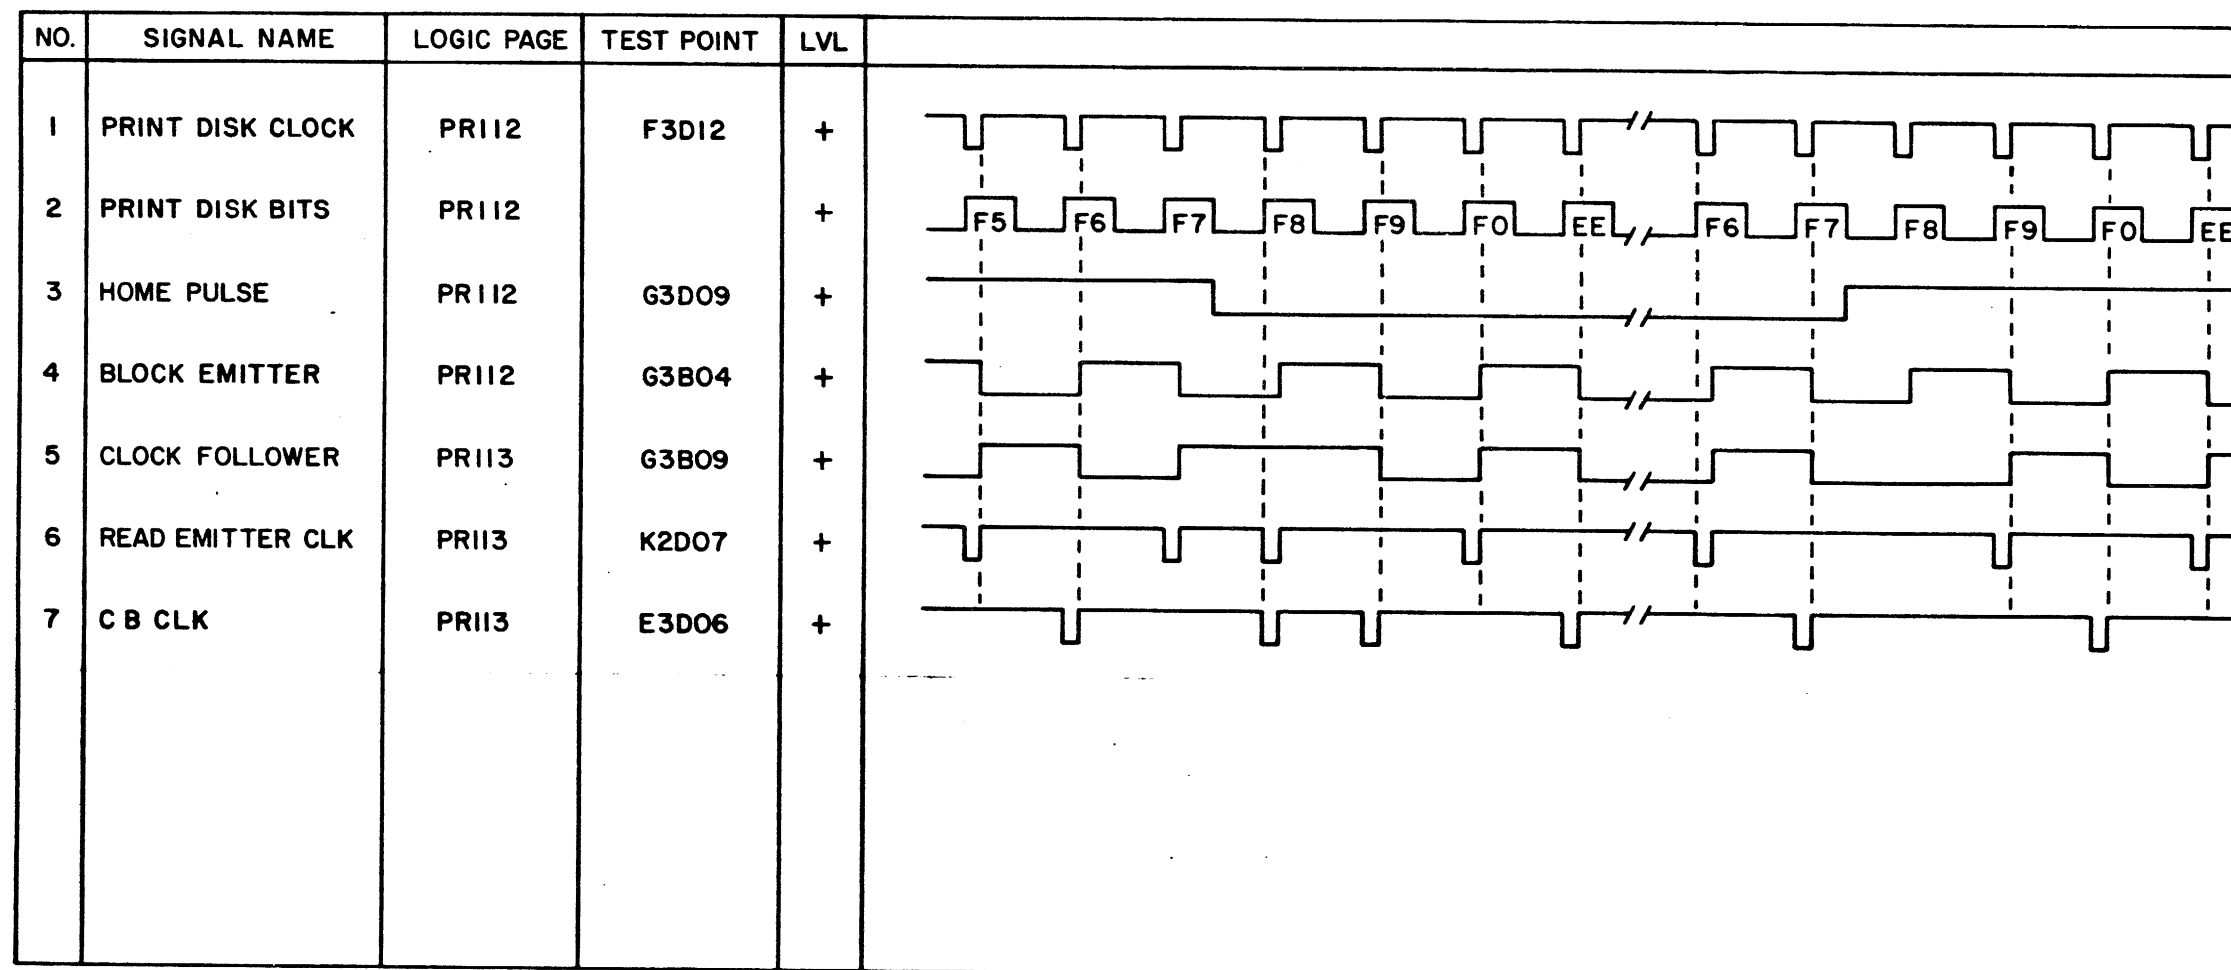 NO. SIGNAL NAME LOGIC PAGE TEST POINT LVL
1 PRINT DISK CLOCK PR112 F3D12 +
2 PRINT DISK BITS PR112 + F5 F6 F7 F8 F9 F0 EE F6 F7 F8 F9 F0 EE
3 HOME PULSE PR112 G3D09 +
4 BLOCK EMITTER PR112 G3B04 +
5 CLOCK FOLLOWER PR113 G3B09 +
6 READ EMITTER CLK PR113 K2D07 +
7 C B CLK PR113 E3D06 +